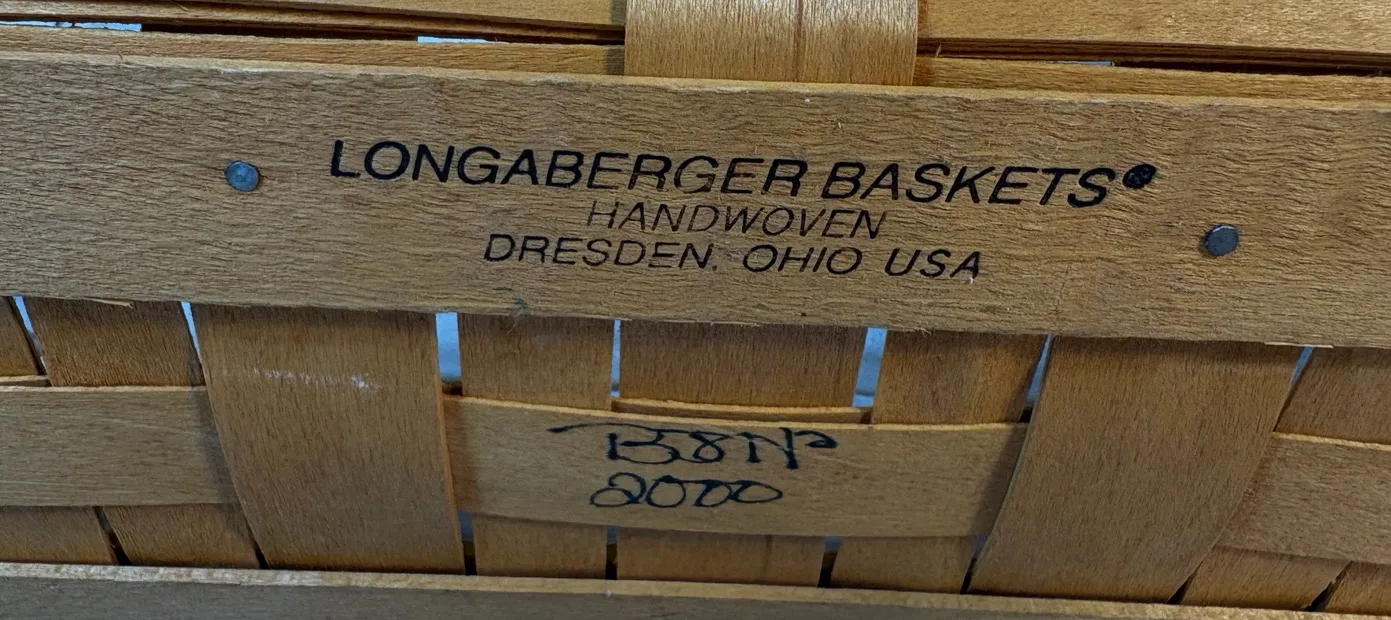 LONGABERGER BASKETS®
HANDWOVEN
DRESDEN, OHIO USA
2000